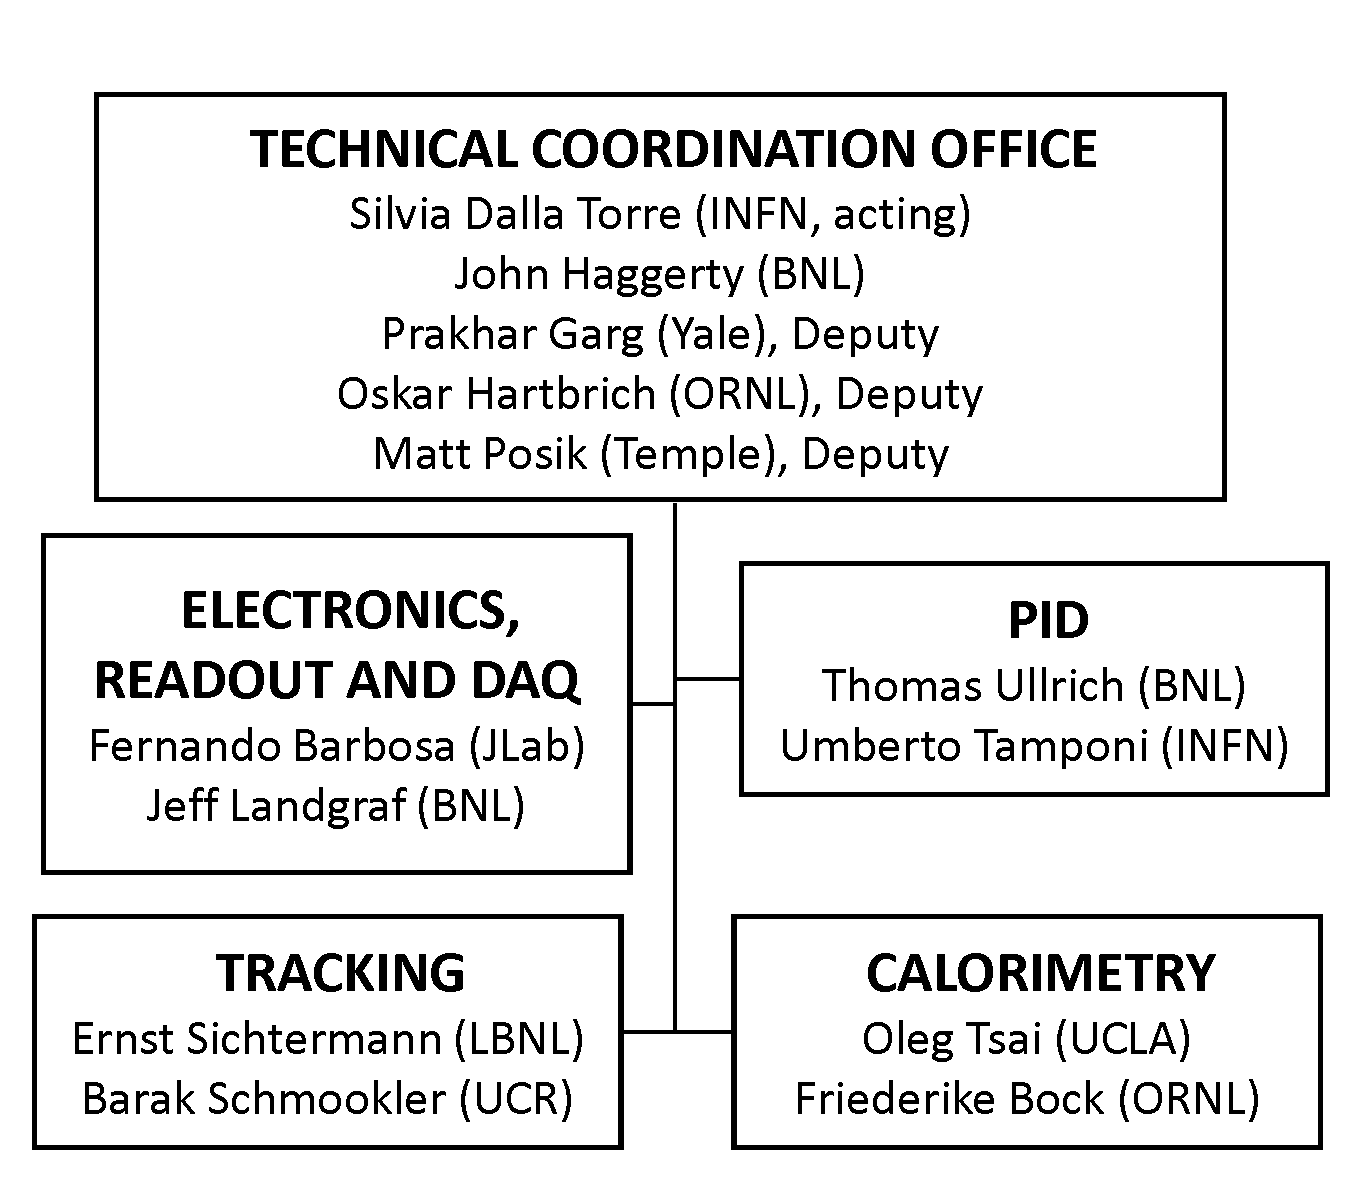 TECHNICAL COORDINATION OFFICE
Silvia Dalla Torre (INFN, acting)
John Haggerty (BNL)
Prakhar Garg (Yale), Deputy
Oskar Hartbrich (ORNL), Deputy
Matt Posik (Temple), Deputy
ELECTRONICS,
READOUT AND DAQ
Fernando Barbosa (JLab)
Jeff Landgraf (BNL)
PID
Thomas Ullrich (BNL)
Umberto Tamponi (INFN)
TRACKING
Ernst Sichtermann (LBNL)
Barak Schmookler (UCR)
CALORIMETRY
Oleg Tsai (UCLA)
Friederike Bock (ORNL)